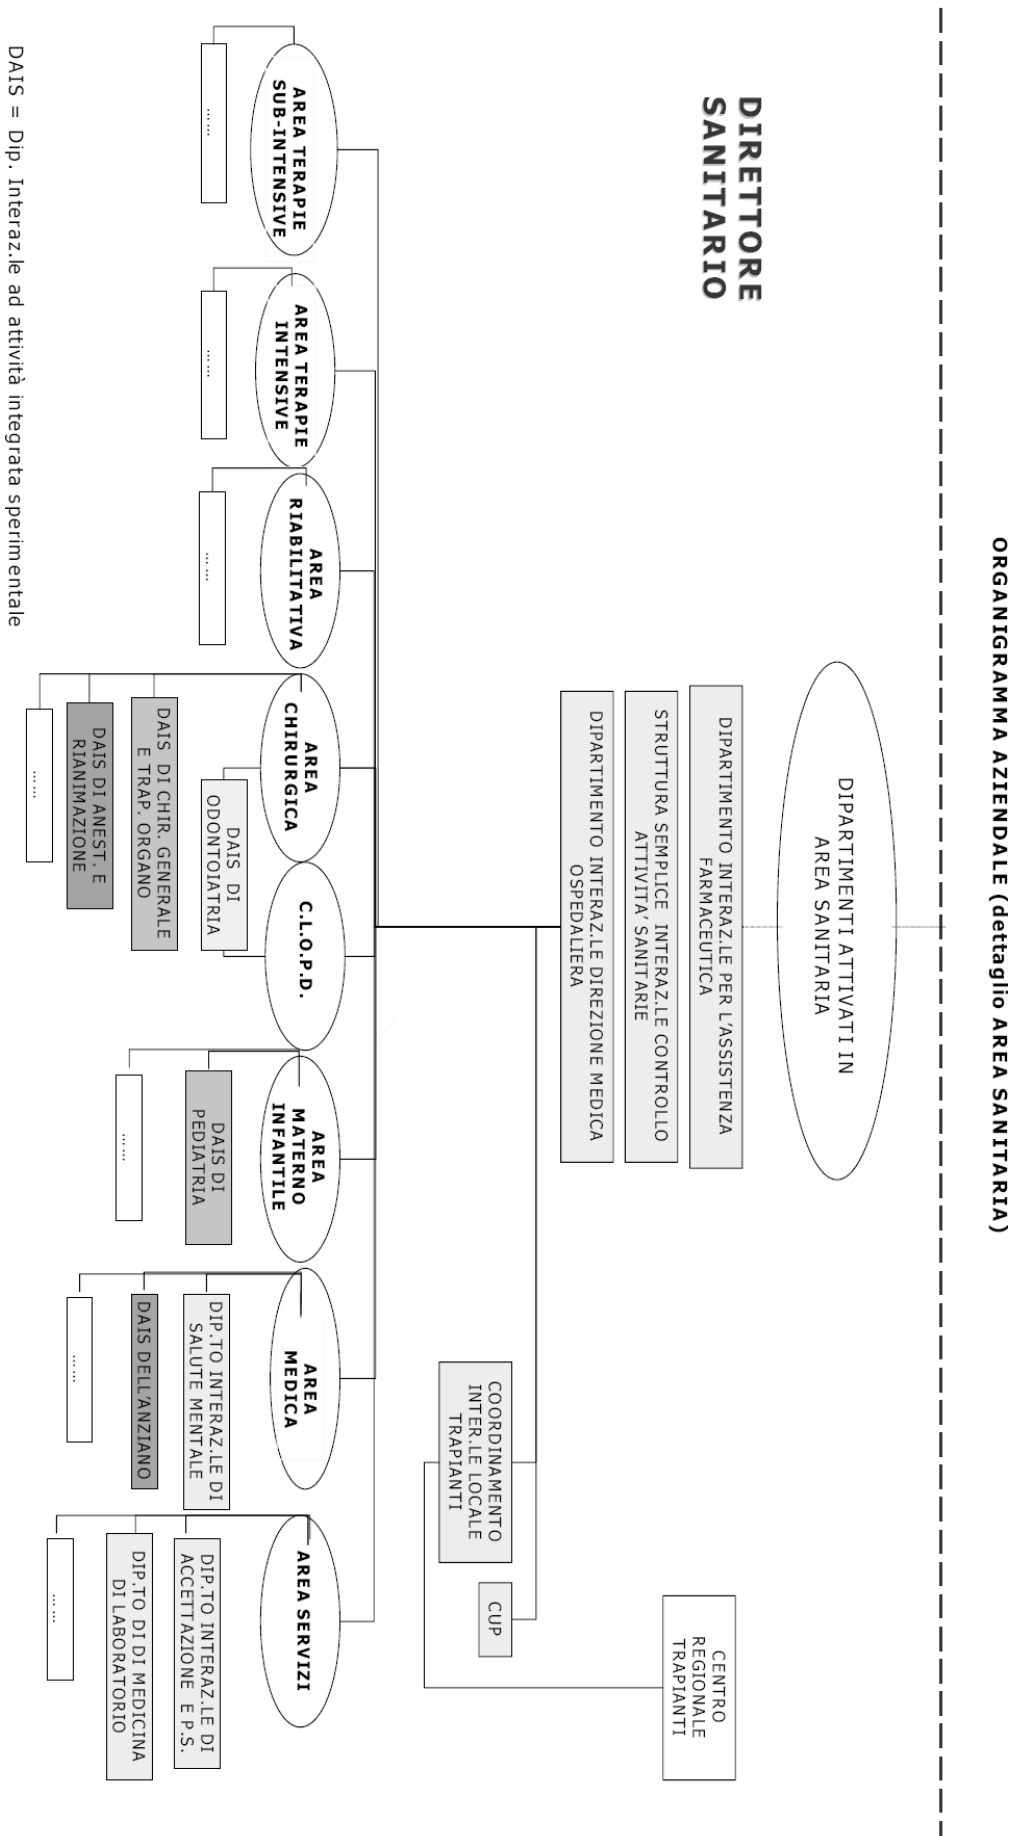 ORGANIGRAMMA AZIENDALE (dettaglio AREA SANITARIA)
DIRETTORE
SANITARIO
DIPARTIMENTI ATTIVATI IN
AREA SANITARIA
DIPARTIMENTO INTERAZ.LE PER L'ASSISTENZA
FARMACEUTICA
STRUTTURA SEMPLICE INTERAZ.LE CONTROLLO
ATTIVITA' SANITARIE
DIPARTIMENTO INTERAZ.LE DIREZIONE MEDICA
OSPEDALIERA
CENTRO
REGIONALE
TRAPIANTI
COORDINAMENTO
INTER.LE LOCALE
TRAPIANTI
CUP
AREA TERAPIE
SUB-INTENSIVE
... ...
AREA TERAPIE
INTENSIVE
... ...
AREA
RIABILITATIVA
... ...
AREA
CHIRURGICA
DAIS DI
ODONTOIATRIA
DAIS DI CHIR. GENERALE
E TRAP. ORGANO
DAIS DI ANEST. E
RIANIMAZIONE
... ...
C.L.O.P.D.
AREA
MATERNO
INFANTILE
DAIS DI
PEDIATRIA
... ...
AREA
MEDICA
DIP.TO INTERAZ.LE DI
SALUTE MENTALE
DAIS DELL'ANZIANO
... ...
AREA SERVIZI
DIP.TO INTERAZ.LE DI
ACCETTAZIONE E P.S.
DIP.TO DI DI MEDICINA
DI LABORATORIO
... ...
DAIS = Dip. Interaz.le ad attività integrata sperimentale